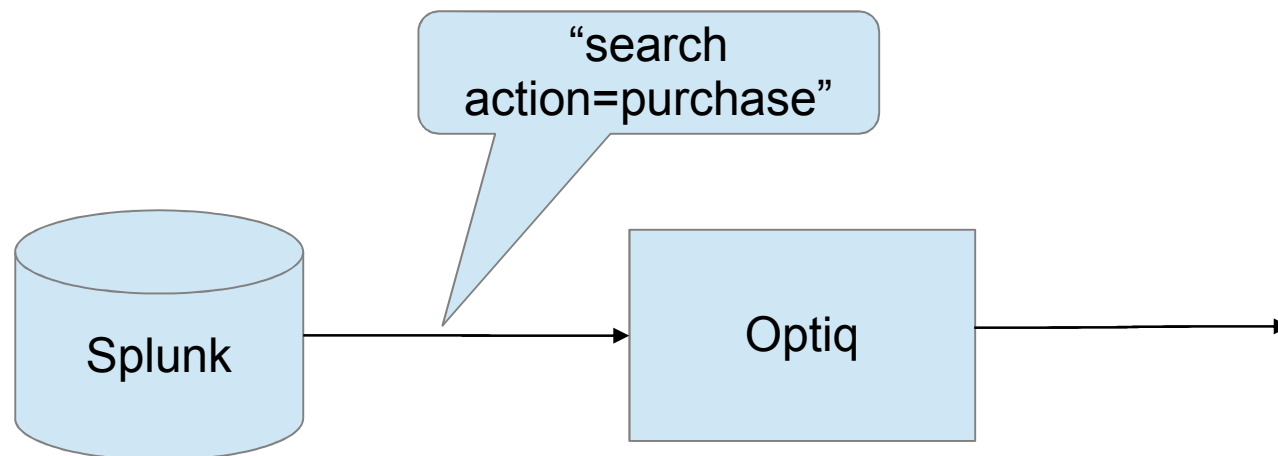 “search
action=purchase”
Splunk
Optiq